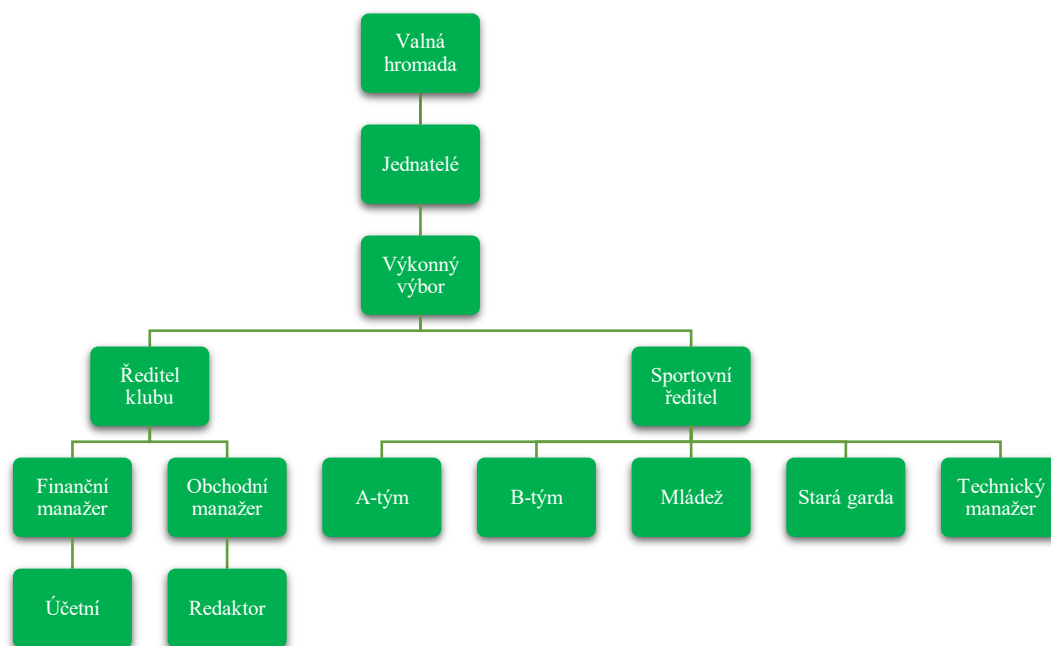 Valná
hromada
Jednatelé
Výkonný
výbor
Ředitel
klubu
Sportovní
ředitel
Finanční
manažer
Obchodní
manažer
A-tým
B-tým
Mládež
Stará garda
Technický
manažer
Účetní
Redaktor